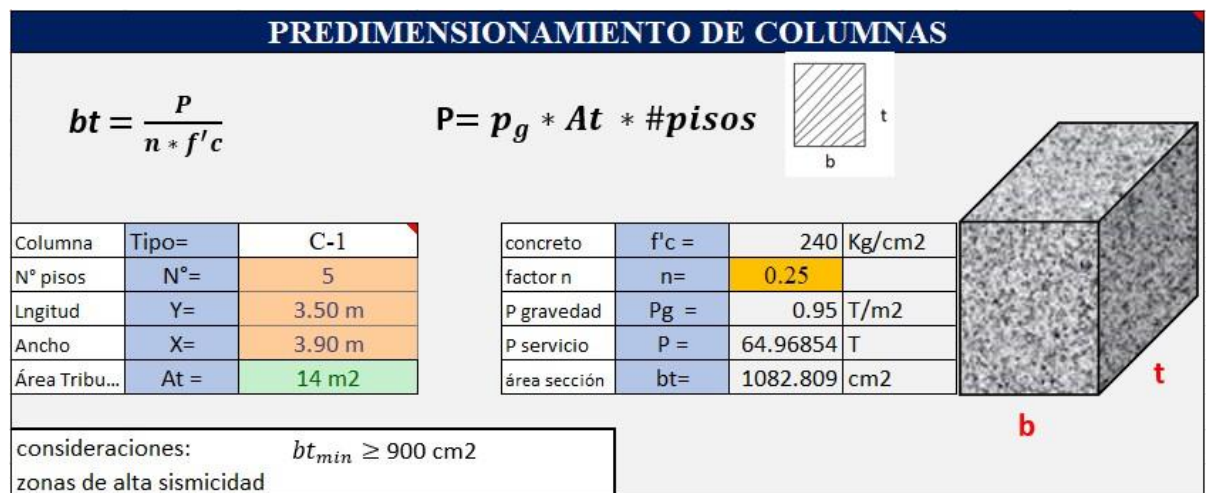 PREDIMENSIONAMIENTO DE COLUMNAS
bt = P / n * f'c
P= p_g * At * #pisos
t
b
Columna Tipo= C-1
N° pisos N°= 5
Lngitud Y= 3.50 m
Ancho X= 3.90 m
Área Tribu... At = 14 m2
concreto f'c = 240 Kg/cm2
factor n n= 0.25
P gravedad Pg = 0.95 T/m2
P servicio P = 64.96854 T
área sección bt= 1082.809 cm2
t
b
consideraciones: bt_min ≥ 900 cm2
zonas de alta sismicidad